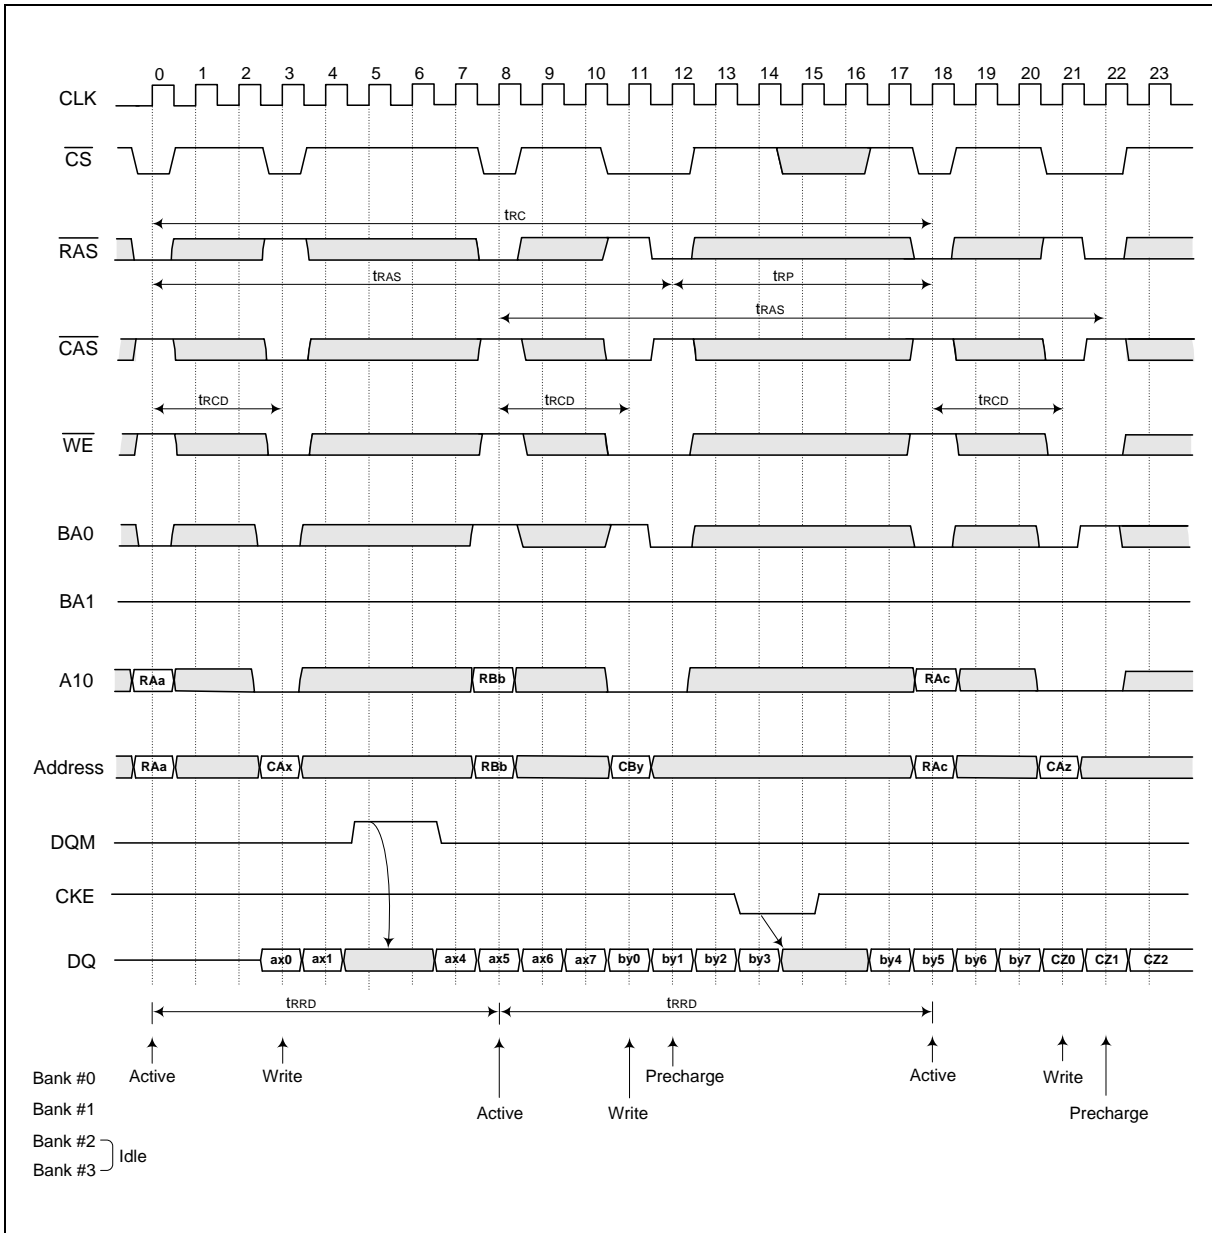 0 1 2 3 4 5 6 7 8 9 10 11 12 13 14 15 16 17 18 19 20 21 22 23
CLK
CS
tRC
RAS
tRAS tRP
tRAS
CAS
tRCD tRCD tRCD
WE
BA0
BA1
A10 RAa RBb RAc
Address RAa CAx RBb CBy RAc CAz
DQM
CKE
DQ ax0 ax1 ax4 ax5 ax6 ax7 by0 by1 by2 by3 by4 by5 by6 by7 CZ0 CZ1 CZ2
tRRD tRRD
Bank #0 Active Write Precharge Active Write
Bank #1 Active Write Precharge
Bank #2
Idle
Bank #3